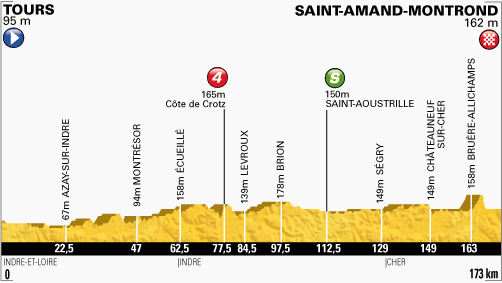 TOURS
95 m
SAINT-AMAND-MONTROND
162 m
4
165m
Côte de Crotz
S
150m
SAINT-AOUSTRILLE
67m AZAY-SUR-INDRE
94m MONTRÉSOR
158m ÉCUEILLÉ
139m LEVROUX
178m BRION
149m SÉGRY
149m CHÂTEAUNEUF
SUR-CHER
158m BRUÈRE-ALLICHAMPS
22,5 47 62,5 77,5 84,5 97,5 112,5 129 149 163
INDRE-ET-LOIRE |INDRE |CHER
0 173 km